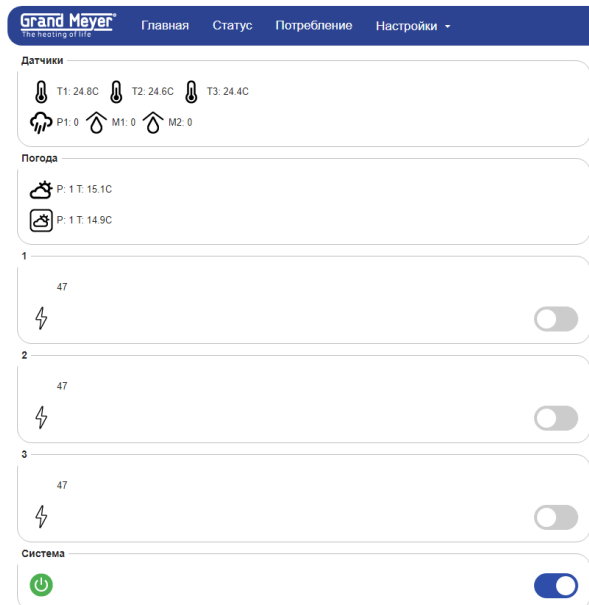 Grand Meyer®
The heating of life
Главная Статус Потребление Настройки
Датчики
T1: 24.8C T2: 24.6C T3: 24.4C
P1: 0 M1: 0 M2: 0
Погода
P: 1 T: 15.1C
P: 1 T: 14.9C
1
47
2
47
3
47
Система